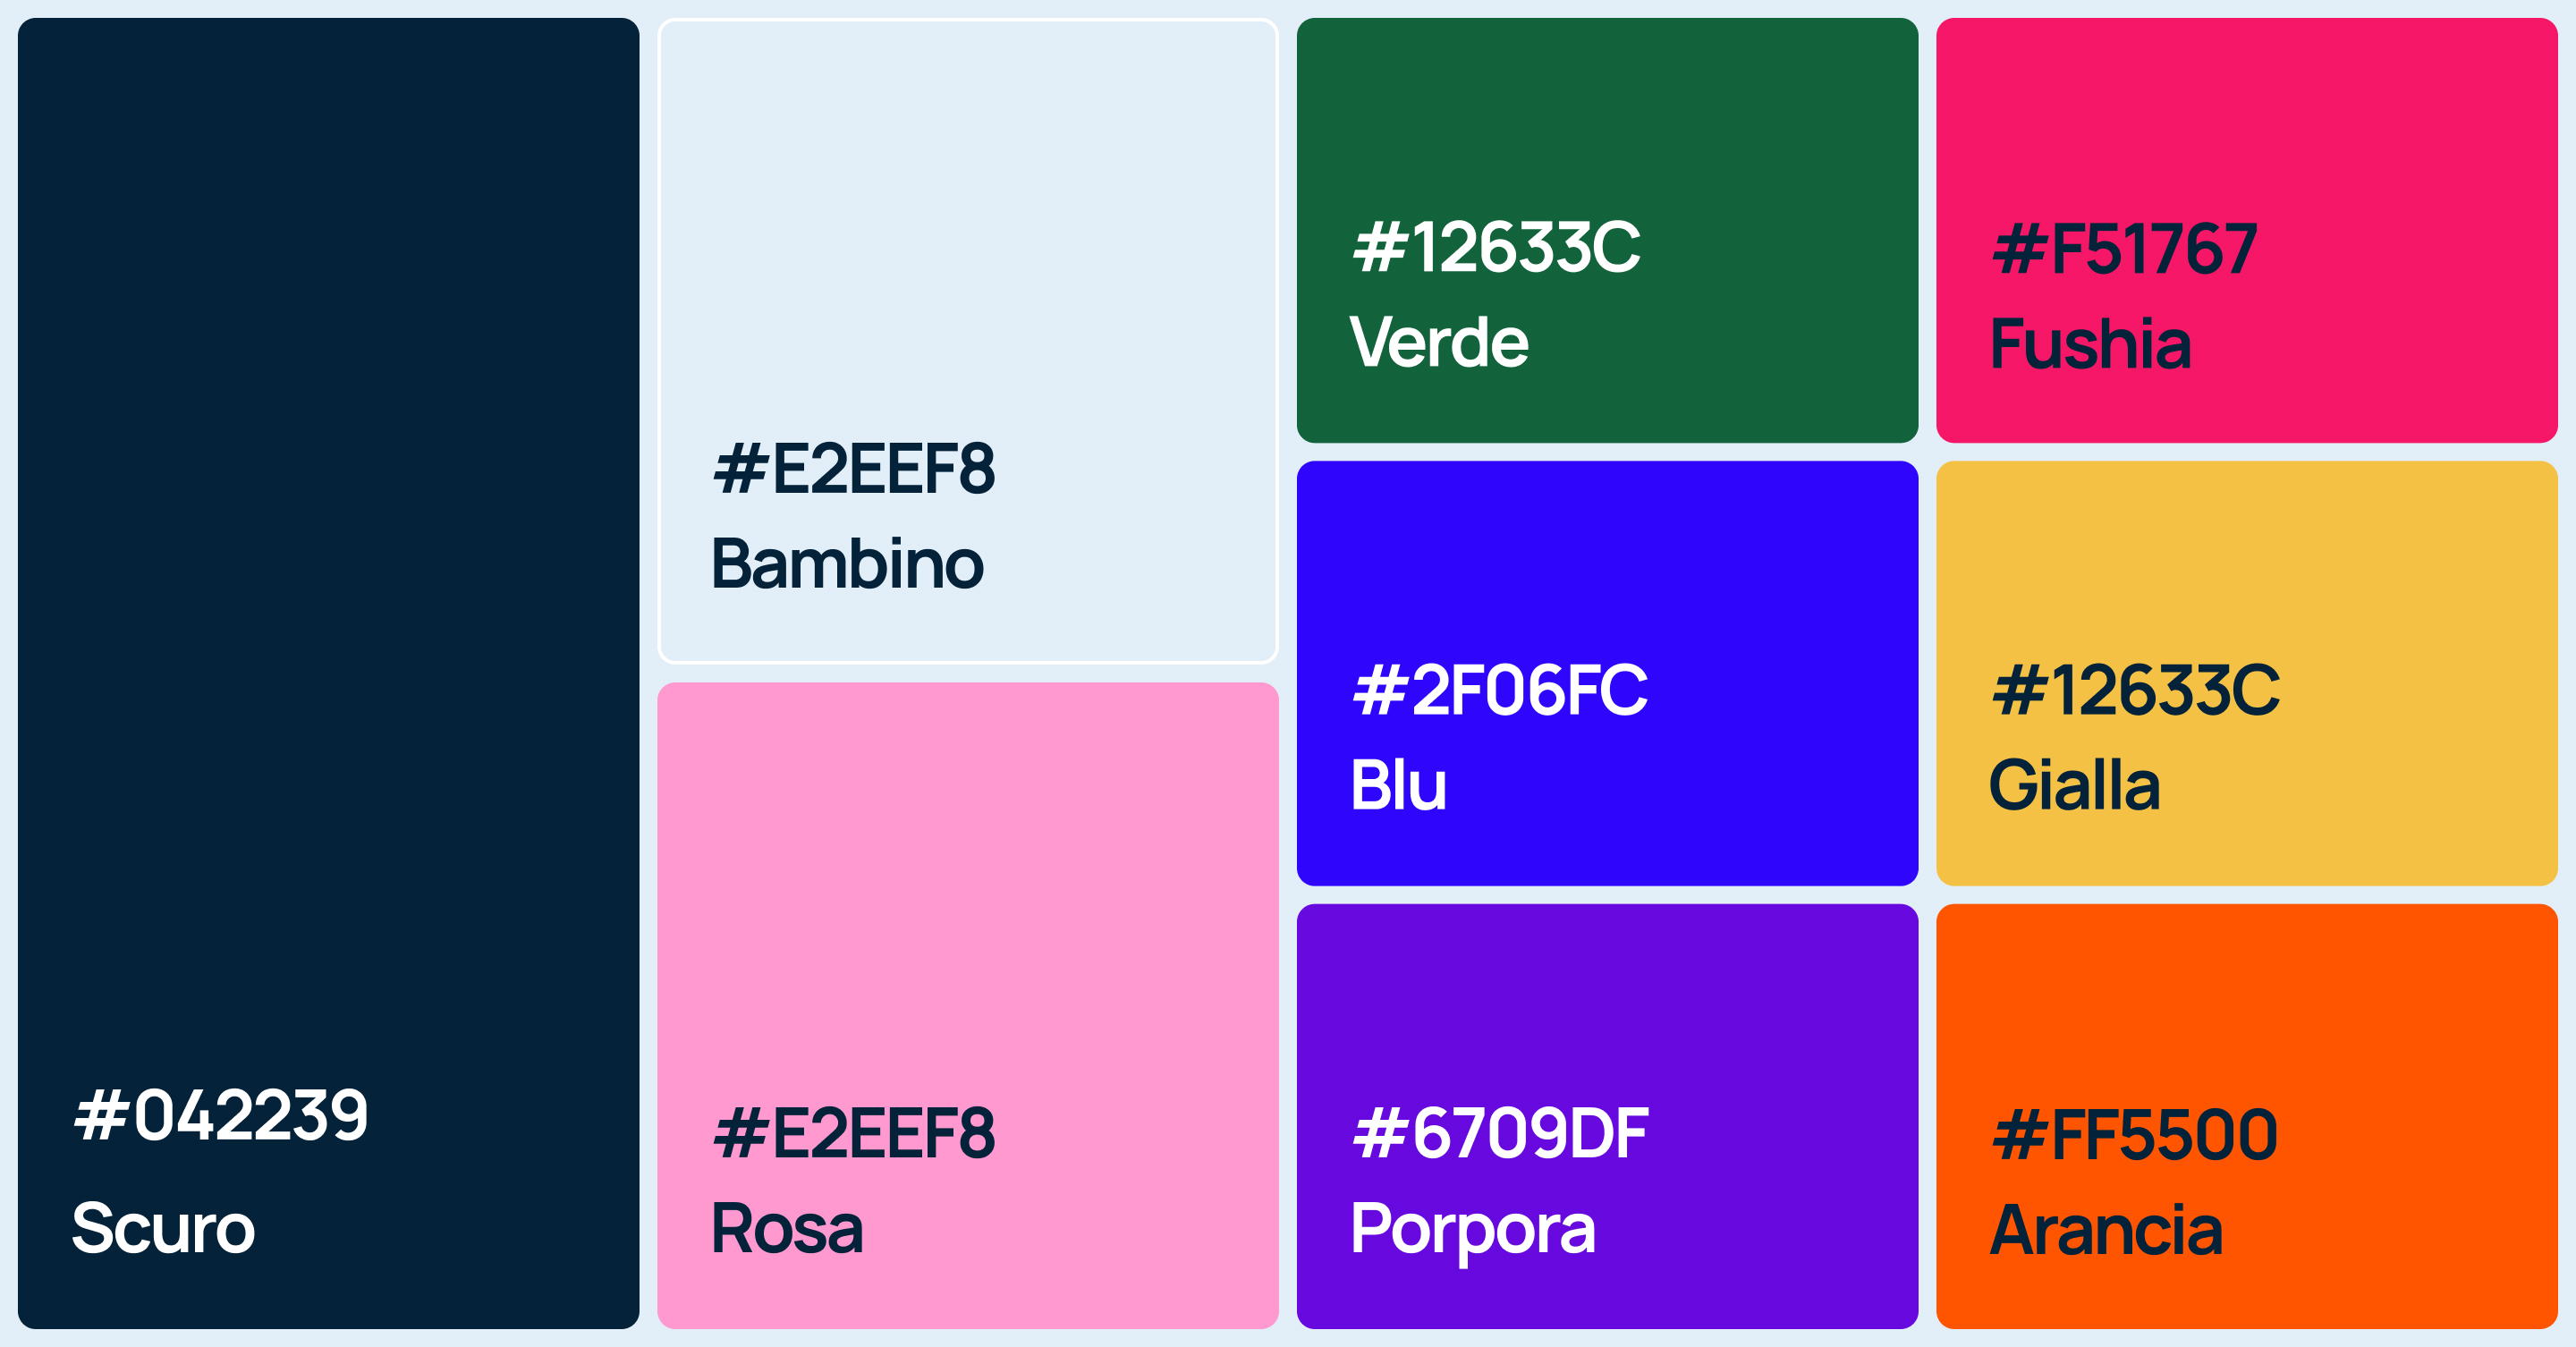 #042239
Scuro
#E2EEF8
Bambino
#E2EEF8
Rosa
#12633C
Verde
#2F06FC
Blu
#6709DF
Porpora
#F51767
Fushia
#12633C
Gialla
#FF5500
Arancia